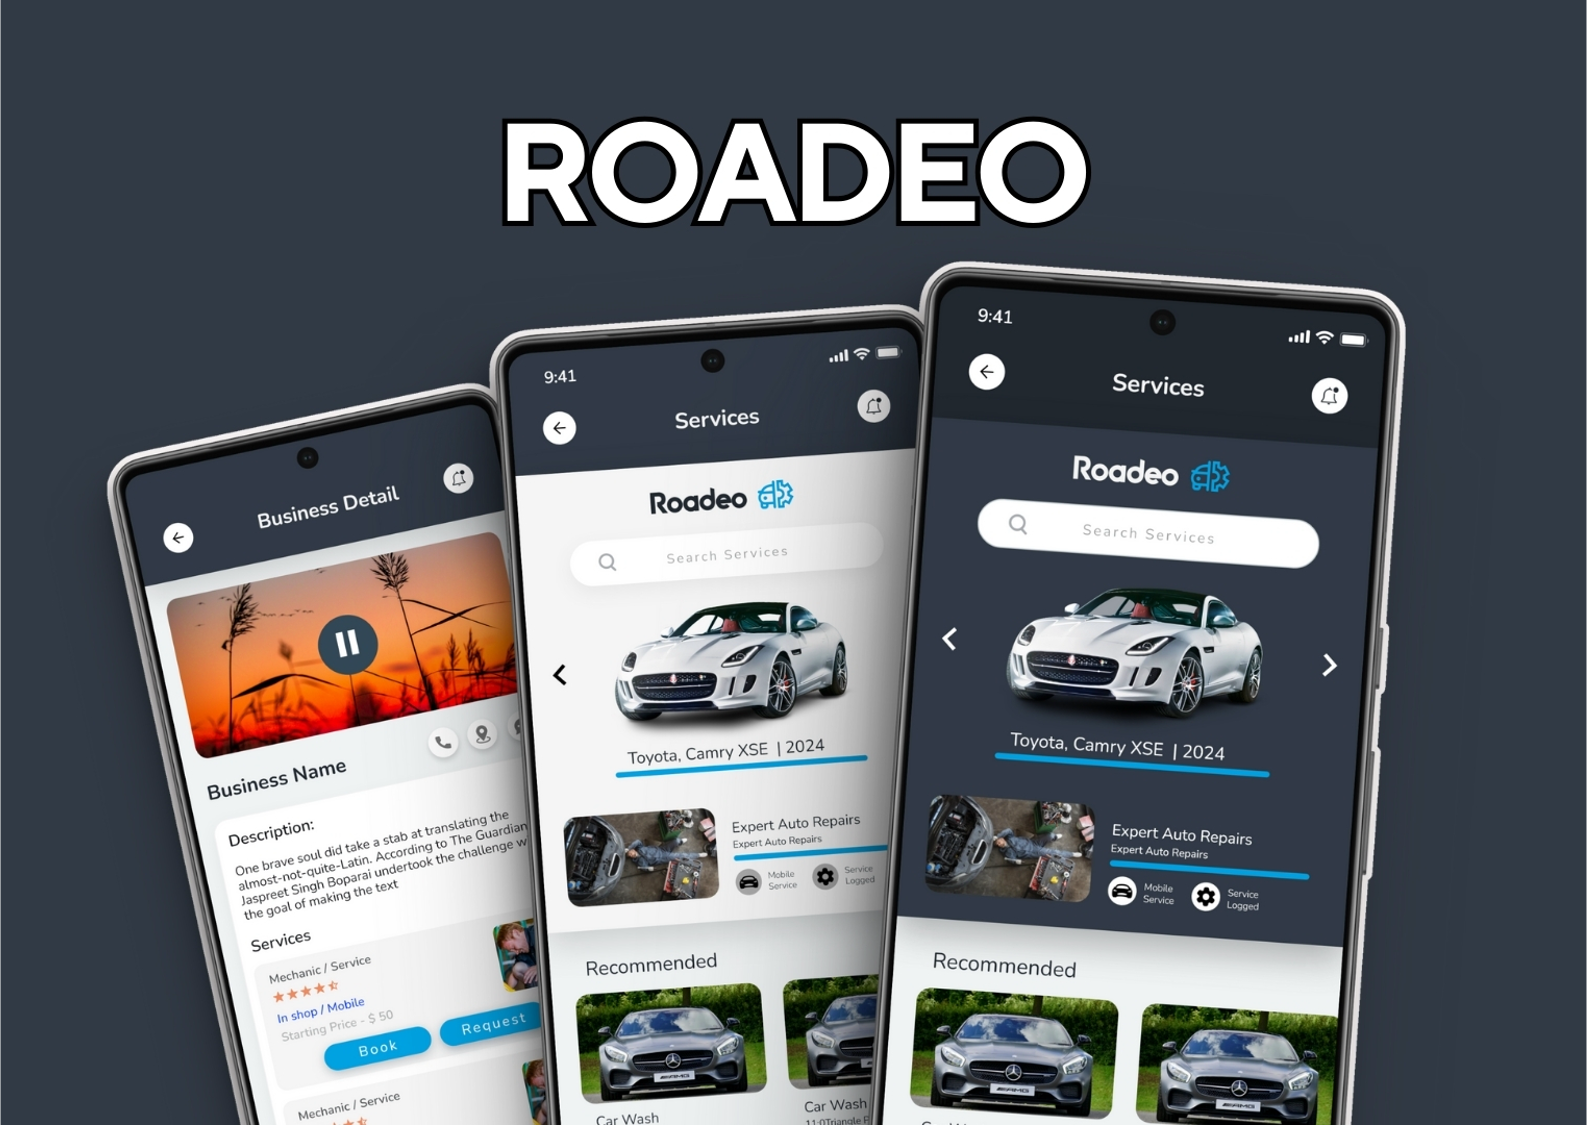 ROADEO
Business Detail
Business Name
Description:
One brave soul did take a stab at translating the
almost-not-quite-Latin. According to The Guardian
Jaspreet Singh Boparai undertook the challenge w
the goal of making the text
Services
Mechanic / Service
In shop / Mobile
Starting Price - $ 50
Book
Request
Mechanic / Service
9:41
Services
Roadeo
Search Services
Toyota, Camry XSE | 2024
Expert Auto Repairs
Expert Auto Repairs
Mobile
Service
Service
Logged
Recommended
AMG
Car Wash
Car Wash
9:41
Services
Roadeo
Search Services
Toyota, Camry XSE | 2024
Expert Auto Repairs
Expert Auto Repairs
Mobile
Service
Service
Logged
Recommended
AMG
AMG